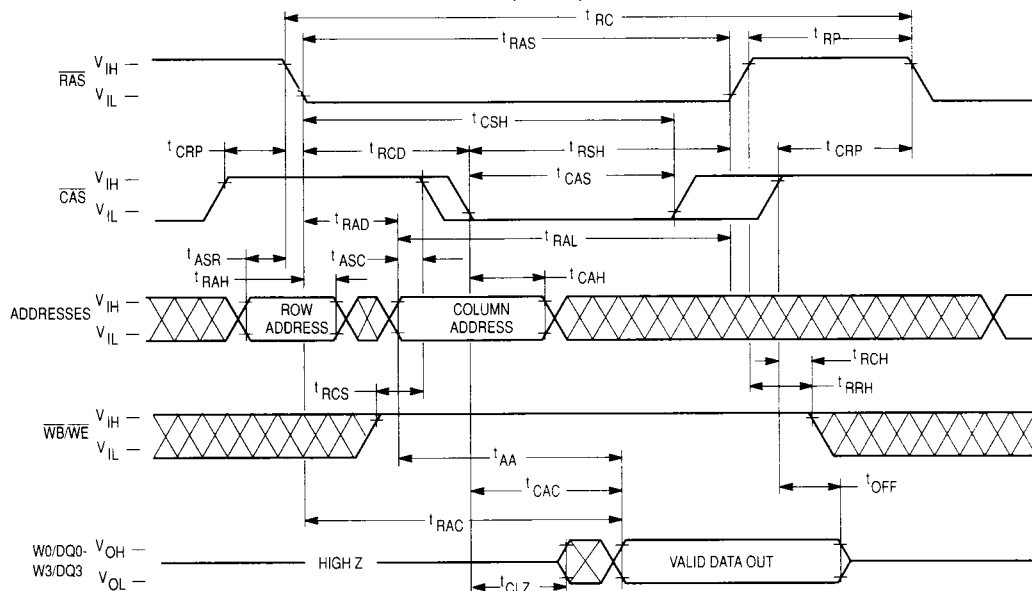 t RC
t RAS
t RP
RAS
V IH
V IL
t CSH
t CRP
t RCD
t RSH
t CRP
t CAS
CAS
V IH
V IL
t RAD
t RAL
t ASR
t ASC
t RAH
t CAH
ADDRESSES
V IH
V IL
ROW ADDRESS
COLUMN ADDRESS
t RCH
t RCS
t RRH
WB/WE
V IH
V IL
t AA
t CAC
t OFF
t RAC
W0/DQ0-
W3/DQ3
V OH
V OL
HIGH Z
VALID DATA OUT
t CLZ